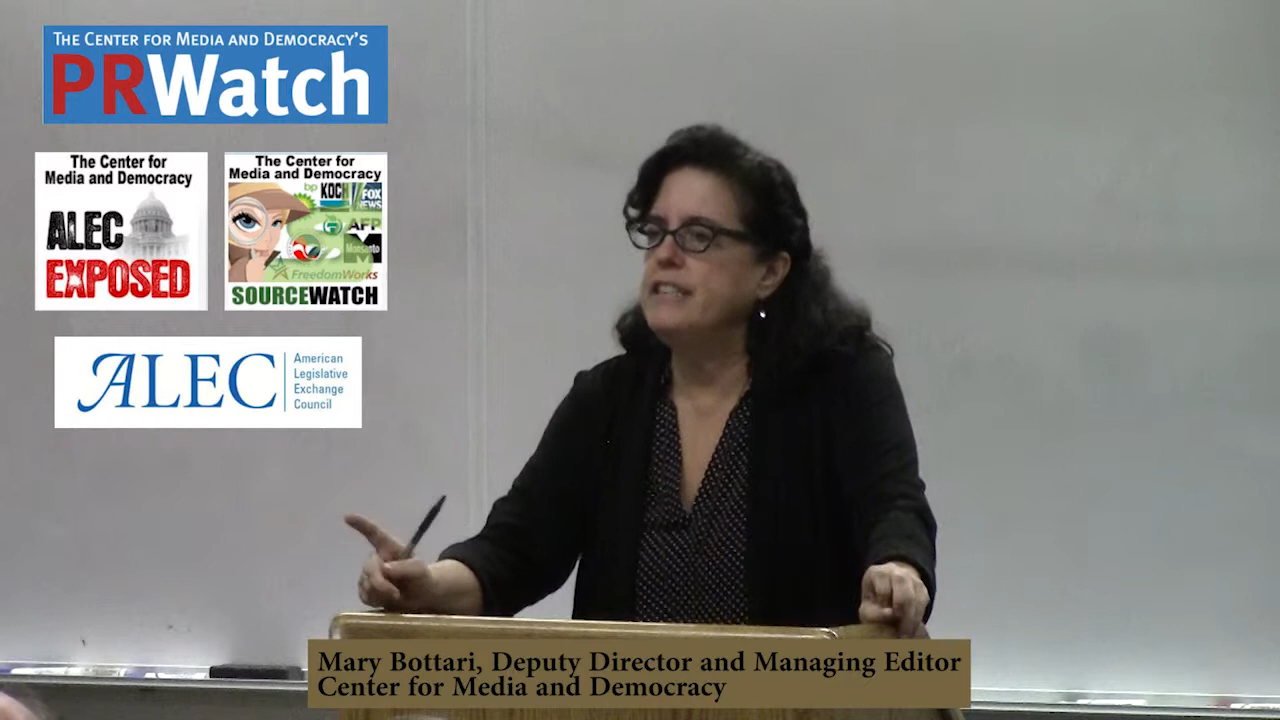 THE CENTER FOR MEDIA AND DEMOCRACY'S
PRWatch
The Center for
Media and Democracy
ALEC
EXPOSED
The Center for
Media and Democracy
bp
KOCH
FOX
NEWS
AFP
Monsanto
FreedomWorks
SOURCEWATCH
ALEC
American
Legislative
Exchange
Council
Mary Bottari, Deputy Director and Managing Editor
Center for Media and Democracy